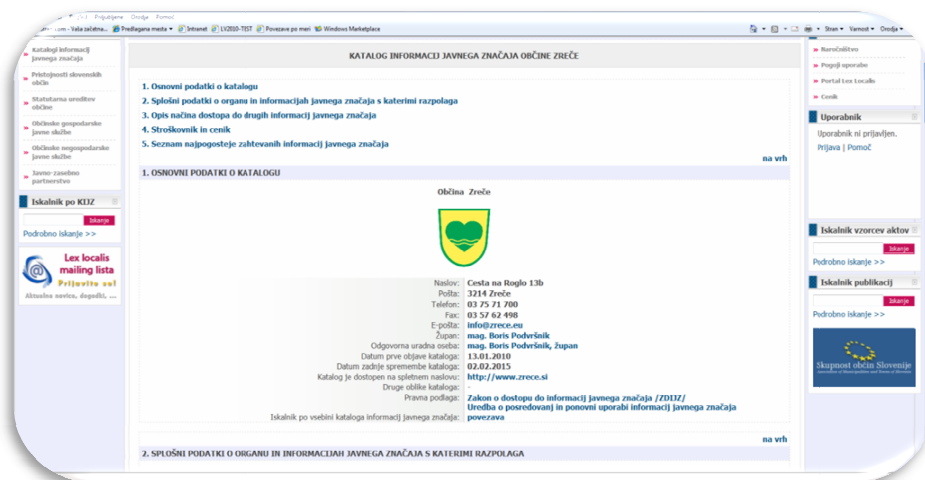 Orodja Pomoč
Vaša začetna...
Predlagana mesta
Intranet
LV2010-TEST
Povezave po meri
Windows Marketplace
Stran
Varnost
Orodja
Katalogi informacij
javnega značaja
Pristojnosti slovenskih
občin
Statutarna ureditev
občine
Občinske gospodarske
javne službe
Občinske negospodarske
javne službe
Javno-zasebno
partnerstvo
Iskalnik po KIJZ
Iskanje
Podrobno iskanje >>
Lex localis
mailing lista
Prijavite se!
Aktualne novice, dogodki, ...
KATALOG INFORMACIJ JAVNEGA ZNAČAJA OBČINE ZREČE
1. Osnovni podatki o katalogu
2. Splošni podatki o organu in informacijah javnega značaja s katerimi razpolaga
3. Opis načina dostopa do drugih informacij javnega značaja
4. Stroškovnik in cenik
5. Seznam najpogosteje zahtevanih informacij javnega značaja
na vrh
1. OSNOVNI PODATKI O KATALOGU
Občina Zreče
Naslov: Cesta na Roglo 13b
Pošta: 3214 Zreče
Telefon: 03 75 71 700
Fax: 03 57 62 498
E-pošta: info@zrece.eu
Župan: mag. Boris Podvršnik
Odgovorna uradna oseba: mag. Boris Podvršnik, župan
Datum prve objave kataloga: 13.01.2010
Datum zadnje spremembe kataloga: 02.02.2015
Katalog je dostopen na spletnem naslovu: http://www.zrece.si
Druge oblike kataloga: -
Pravna podlaga: Zakon o dostopu do informacij javnega značaja /ZDIJZ/
Uredba o posredovanj in ponovni uporabi informacij javnega značaja
Iskalnik po vsebini kataloga informacij javnega značaja: povezava
na vrh
2. SPLOŠNI PODATKI O ORGANU IN INFORMACIJAH JAVNEGA ZNAČAJA S KATERIMI RAZPOLAGA
Naročništvo
Pogoji uporabe
Portal Lex Localis
Cenik
Uporabnik
Uporabnik ni prijavljen.
Prijava | Pomoč
Iskalnik vzorcev aktov
Iskanje
Podrobno iskanje >>
Iskalnik publikacij
Iskanje
Podrobno iskanje >>
Skupnost občin Slovenije